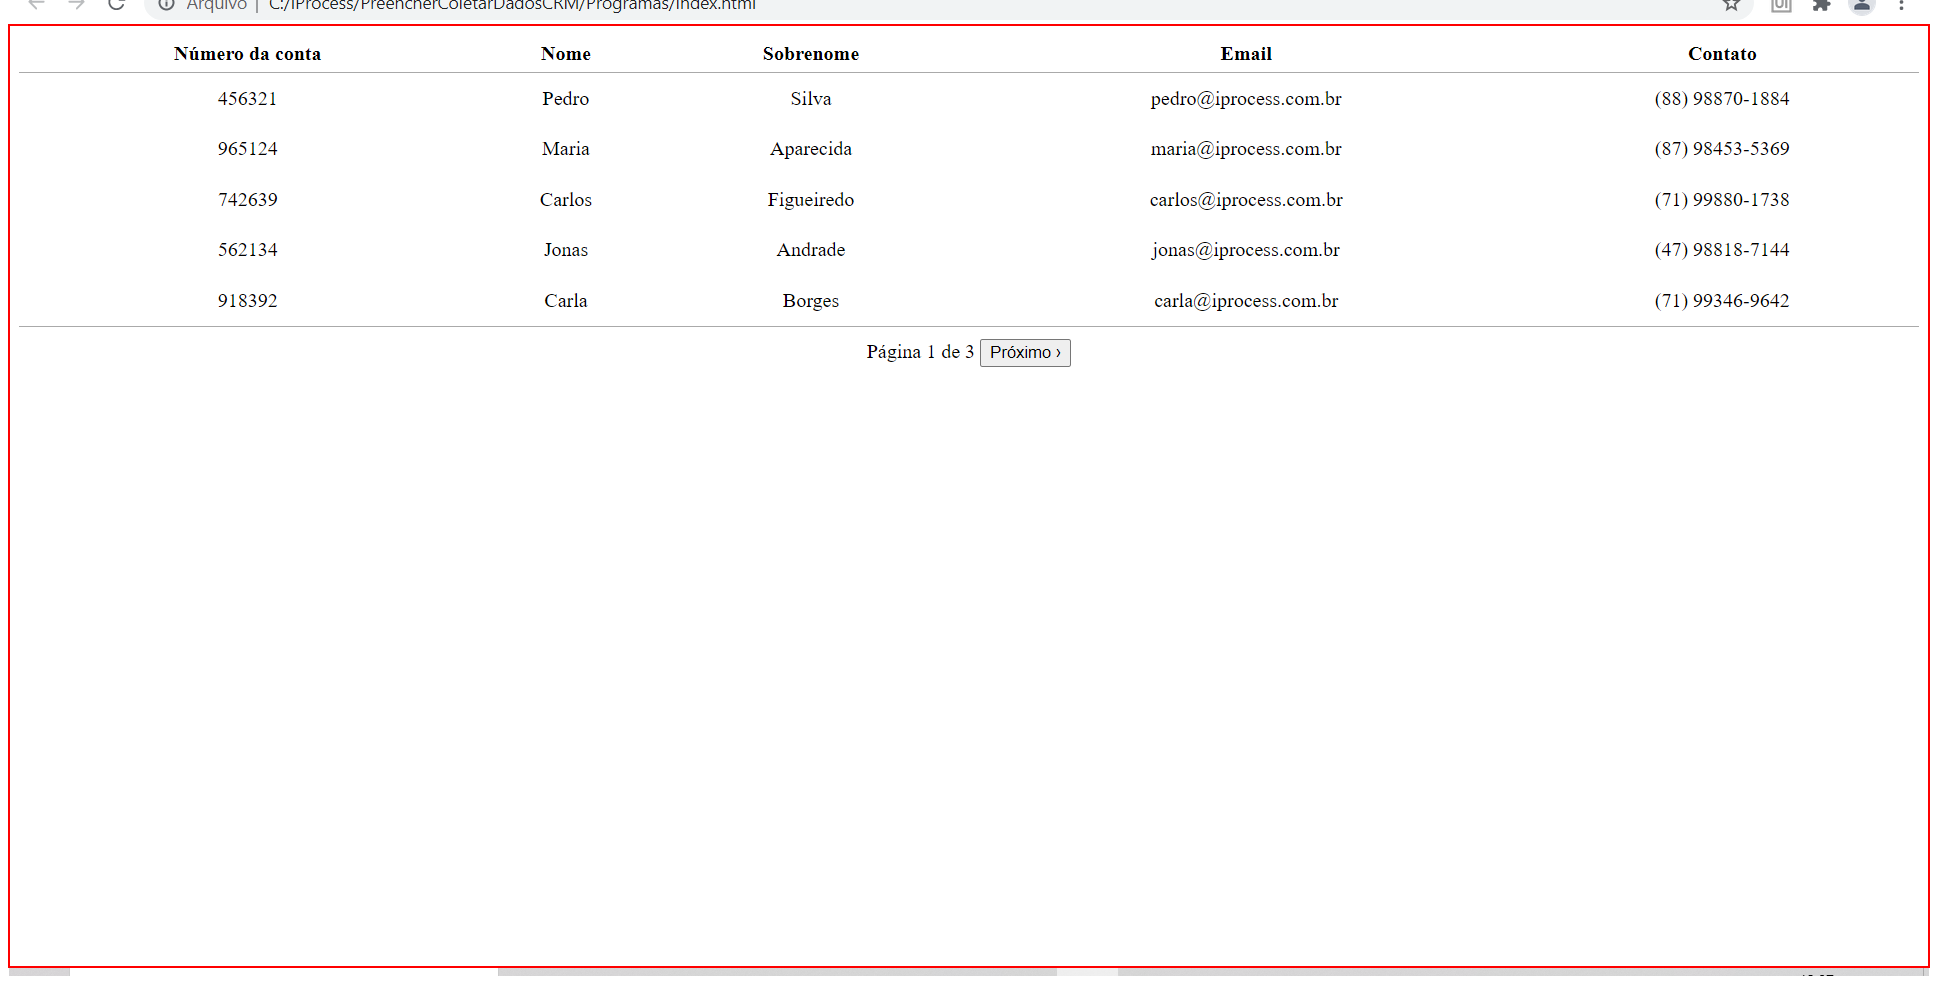 Arquivo | C:/iProcess/PreencherColetarDadosCRM/Programas/index.html
Número da conta Nome Sobrenome Email Contato
456321 Pedro Silva pedro@iprocess.com.br (88) 98870-1884
965124 Maria Aparecida maria@iprocess.com.br (87) 98453-5369
742639 Carlos Figueiredo carlos@iprocess.com.br (71) 99880-1738
562134 Jonas Andrade jonas@iprocess.com.br (47) 98818-7144
918392 Carla Borges carla@iprocess.com.br (71) 99346-9642
Página 1 de 3 Próximo ›